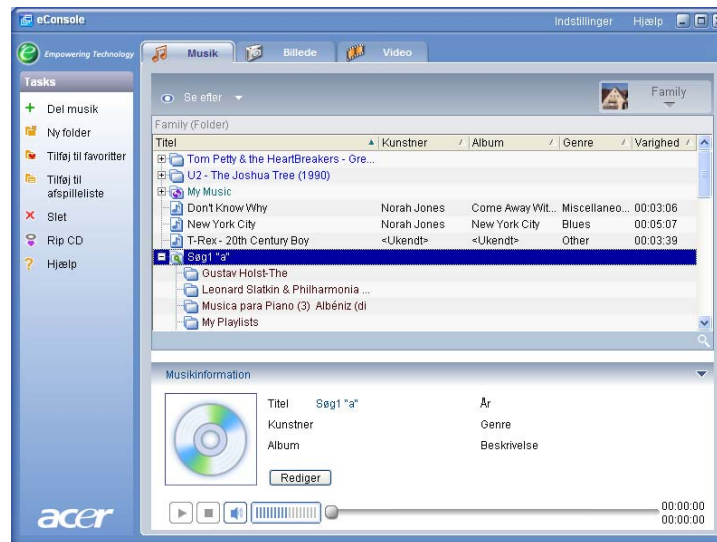 eConsole
Indstillinger Hjælp
Empowering Technology
Musik Billede Video
Tasks
Del musik
Ny folder
Tilføj til favoritter
Tilføj til
afspilleliste
Slet
Rip CD
Hjælp
Se efter
Family
Family (Folder)
Titel Kunstner Album Genre Varighed
Tom Petty & the HeartBreakers - Gre...
U2 - The Joshua Tree (1990)
My Music
Don't Know Why Norah Jones Come Away Wit... Miscellaneo... 00:03:06
New York City Norah Jones New York City Blues 00:05:07
T-Rex - 20th Century Boy <Ukendt> <Ukendt> Other 00:03:39
Søg1 "a"
Gustav Holst-The
Leonard Slatkin & Philharmonia ...
Musica para Piano (3) Albéniz (di
My Playlists
Musikinformation
Titel Søg1 "a" År
Kunstner Genre
Album Beskrivelse
Rediger
00:00:00
00:00:00
acer